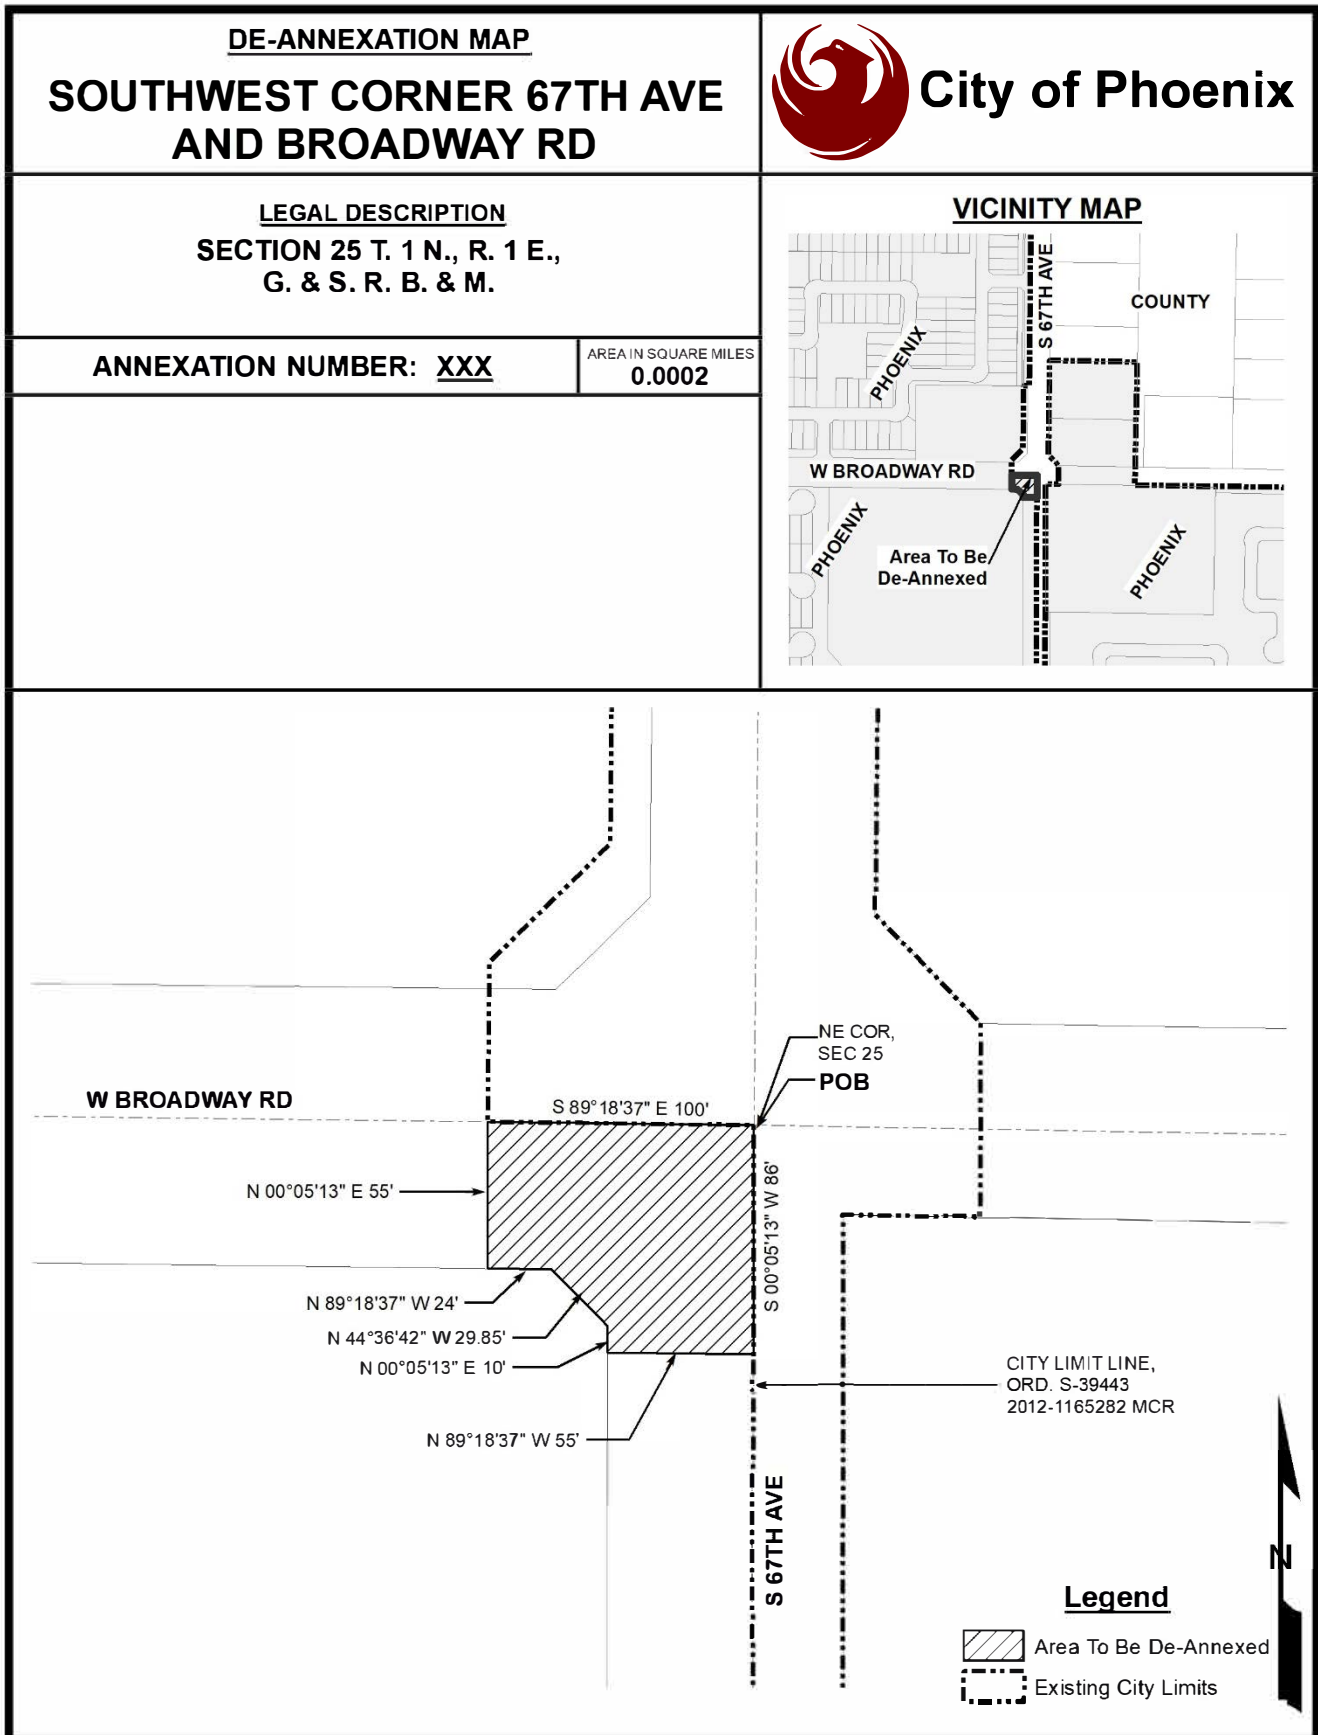 DE-ANNEXATION MAP
SOUTHWEST CORNER 67TH AVE
AND BROADWAY RD
City of Phoenix
LEGAL DESCRIPTION
SECTION 25 T. 1 N., R. 1 E.,
G. & S. R. B. & M.
ANNEXATION NUMBER: XXX
AREA IN SQUARE MILES
0.0002
VICINITY MAP
S 67TH AVE
COUNTY
PHOENIX
W BROADWAY RD
PHOENIX
Area To Be
De-Annexed
PHOENIX
NE COR,
SEC 25
POB
W BROADWAY RD
S 89°18'37" E 100'
N 00°05'13" E 55'
S 00°05'13" W 86'
N 89°18'37" W 24'
N 44°36'42" W 29.85'
N 00°05'13" E 10'
CITY LIMIT LINE,
ORD. S-39443
2012-1165282 MCR
N 89°18'37" W 55'
S 67TH AVE
N
Legend
Area To Be De-Annexed
Existing City Limits